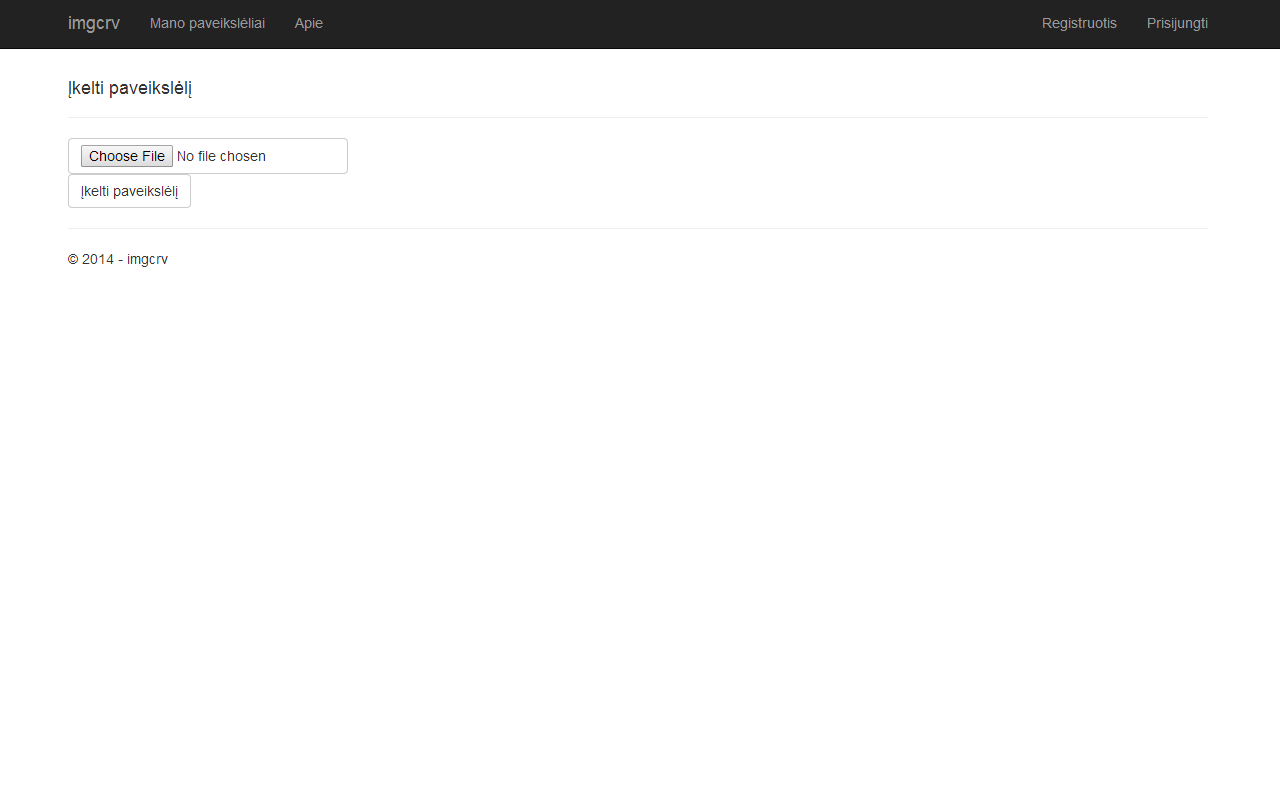 imgcrv Mano paveikslėliai Apie Registruotis Prisijungti
Įkelti paveikslėlį
Choose File No file chosen
Įkelti paveikslėlį
© 2014 - imgcrv